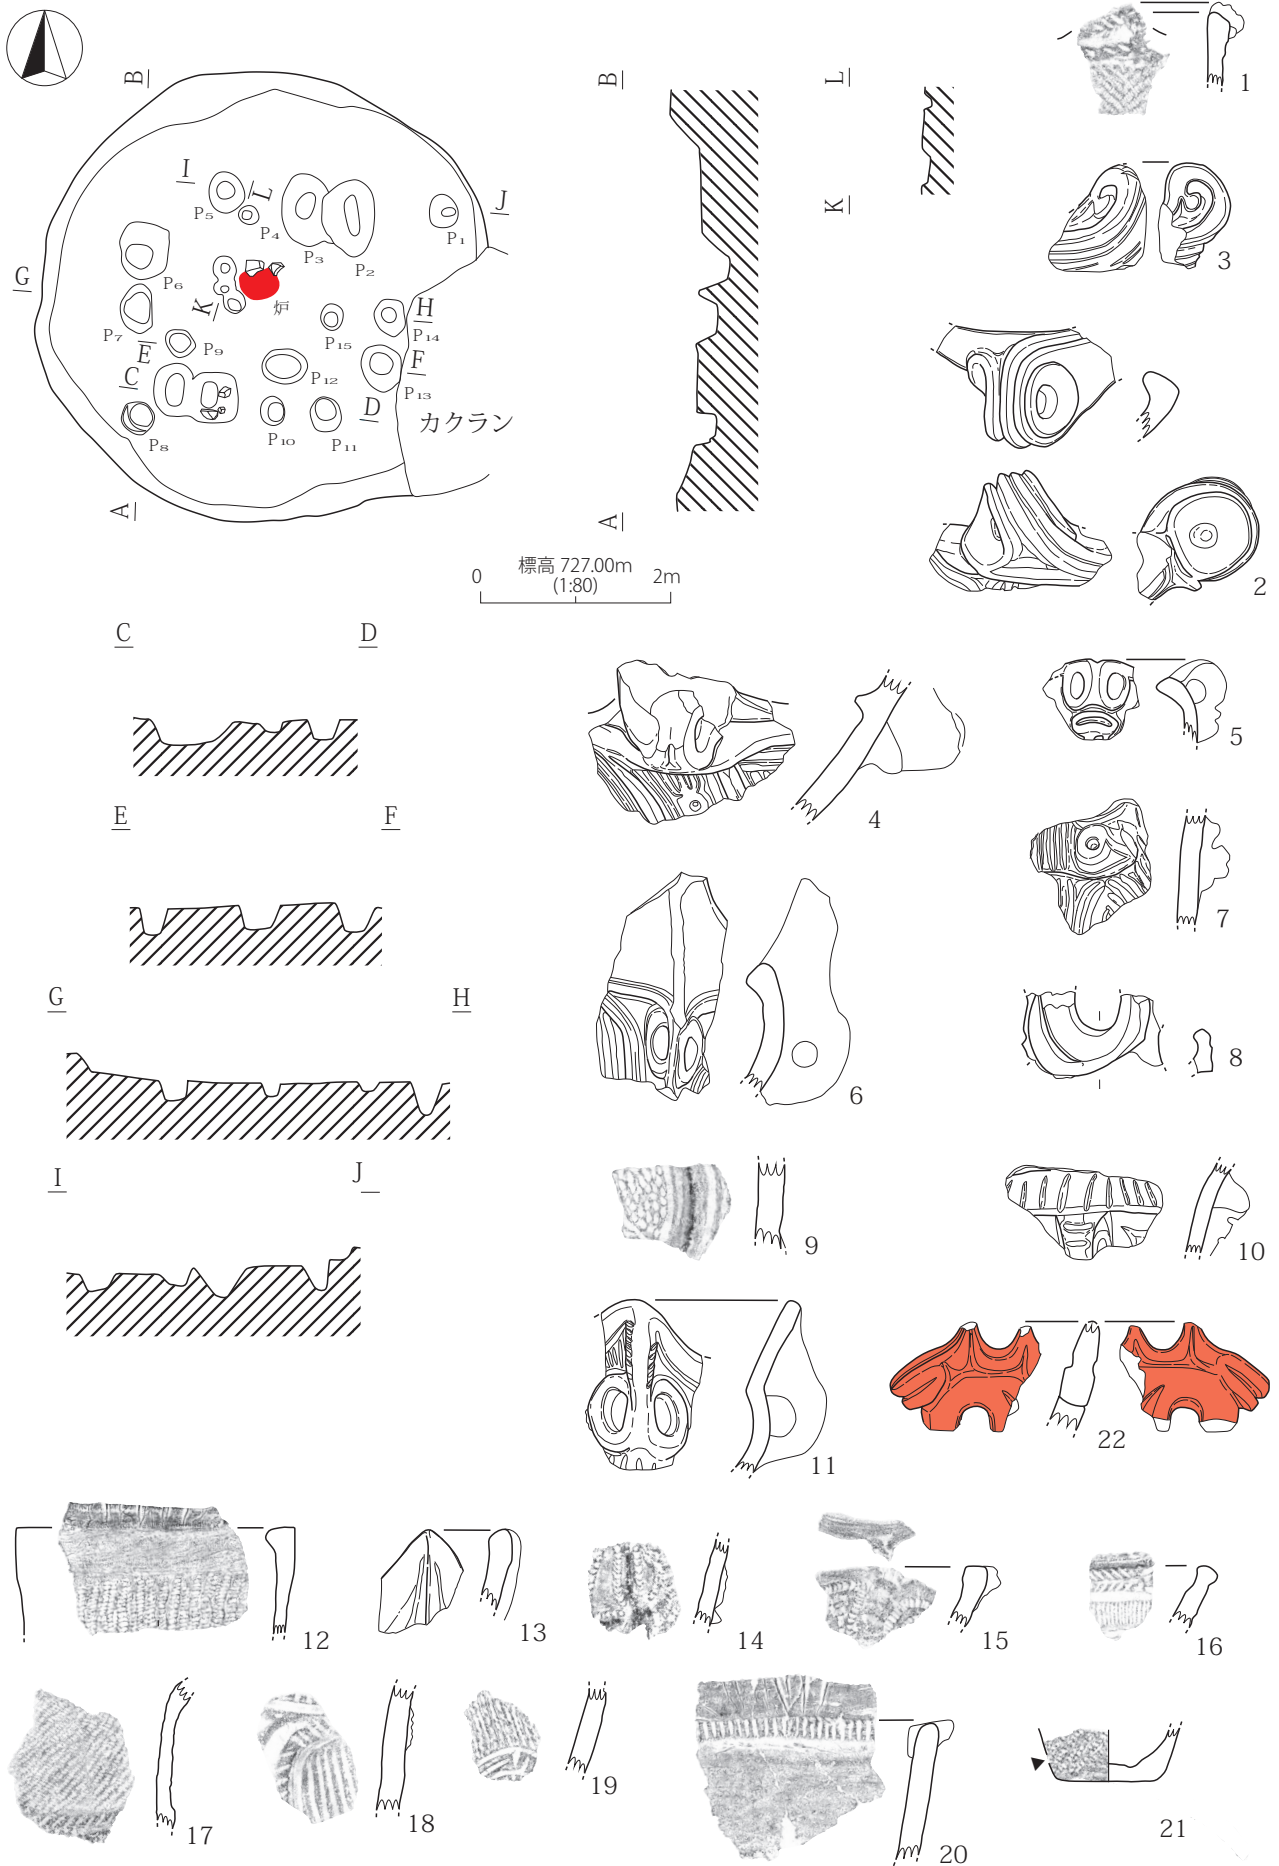 B
I
L
J
P5
P4
P3
P2
P1
P6
G
K
炉
H
P7
P14
E
P9
P15
F
C
P12
P13
D
カクラン
P8
P10
P11
A
B
A
L
K
標高 727.00m
(1:80)
0
2m
C
D
E
F
G
H
I
J
1
3
2
4
5
7
6
8
9
10
11
22
12
13
14
15
16
17
18
19
20
21